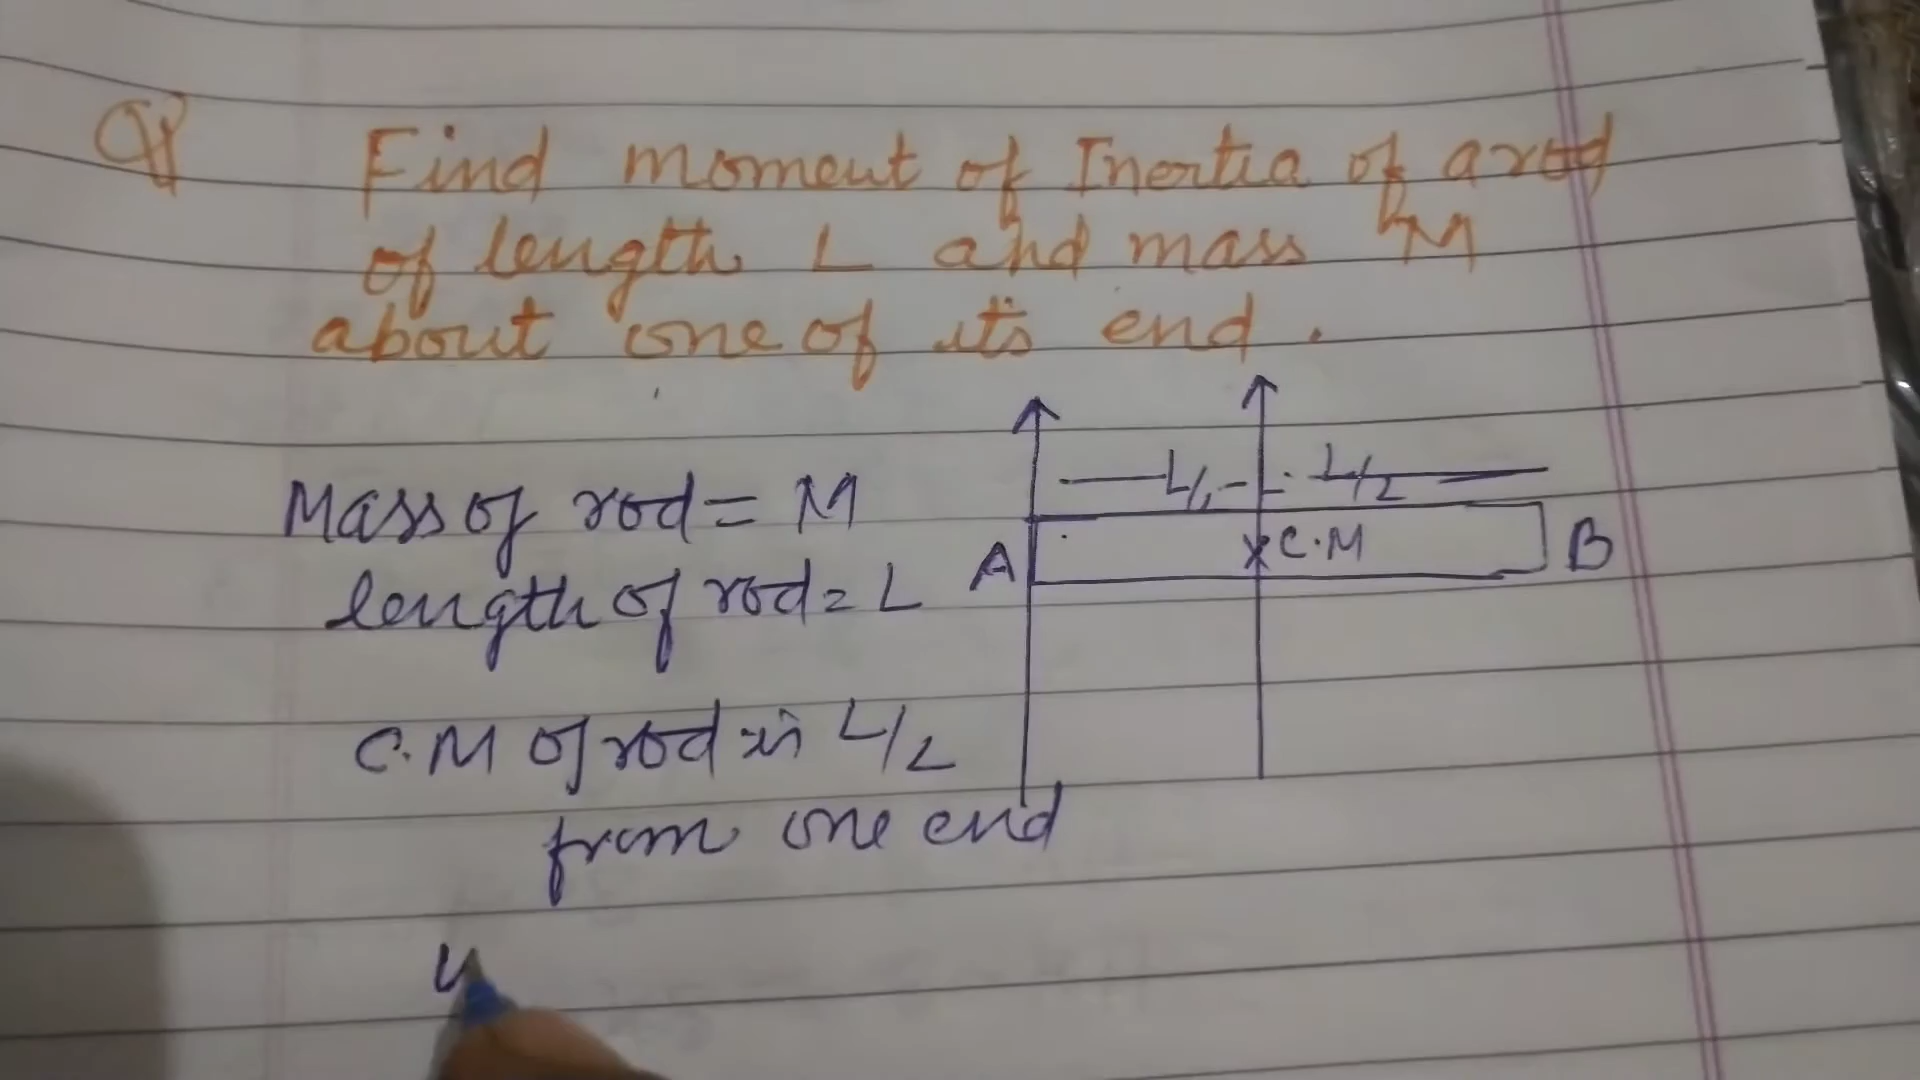 Q Find moment of Inertia of a rod
of length L and mass M
about one of its end.
L/2 L/2
Mass of rod = M
A C.M B
length of rod = L
C.M of rod is L/2
from one end